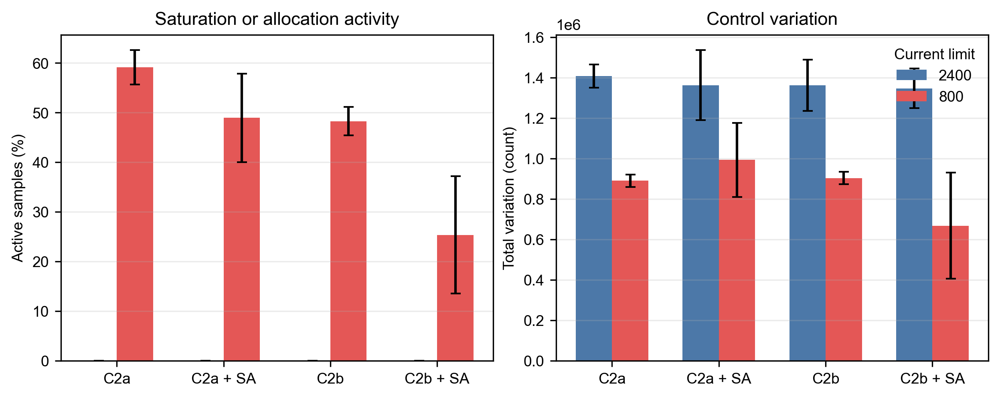 Saturation or allocation activity
Active samples (%)
60
50
40
30
20
10
0
C2a
C2a + SA
C2b
C2b + SA
Control variation
1e6
Total variation (count)
1.6
1.4
1.2
1.0
0.8
0.6
0.4
0.2
0.0
Current limit
2400
800
C2a
C2a + SA
C2b
C2b + SA